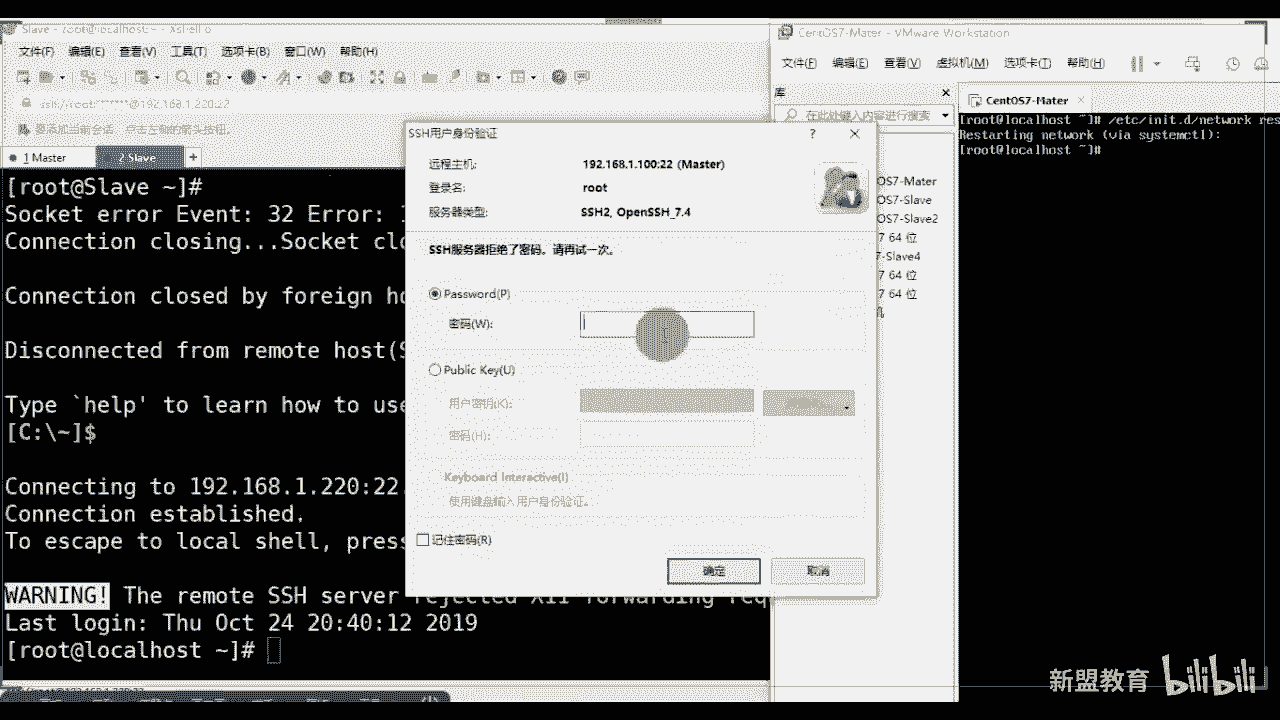 Slave - root@localhost:~ - Xshell 6
文件(F) 编辑(E) 查看(V) 工具(T) 选项卡(B) 窗口(W) 帮助(H)
ssh://root:******@192.168.1.220:22
要添加当前会话，点击左侧的箭头按钮。
1 Master
2 Slave
[root@Slave ~]#
Socket error Event: 32 Error:
Connection closing...Socket clo
Connection closed by foreign ho
Disconnected from remote host(S
Type `help' to learn how to use
[C:\~]$
Connecting to 192.168.1.220:22
Connection established.
To escape to local shell, press
WARNING! The remote SSH server rejected X11 forwarding req
Last login: Thu Oct 24 20:40:12 2019
[root@localhost ~]#
SSH用户身份验证
远程主机: 192.168.1.100:22 (Master)
登录名: root
服务器类型: SSH2, OpenSSH_7.4
SSH服务器拒绝了密码。请再试一次。
Password(P)
密码(W):
Public Key(U)
用户密钥(K):
密码(H):
Keyboard Interactive(I)
使用键盘输入用户身份验证。
记住密码(R)
确定
取消
CentOS7-Mater - VMware Workstation
文件(F) 编辑(E) 查看(V) 虚拟机(M) 选项卡(T) 帮助(H)
库
在此处键入内容进行搜索
OS7-Mater
OS7-Slave
OS7-Slave2
7 64 位
7-Slave4
7 64 位
7 64 位
机
CentOS7-Mater
[root@localhost ~]# /etc/init.d/network res
Restarting network (via systemctl):
[root@localhost ~]#
新盟教育 bilibili